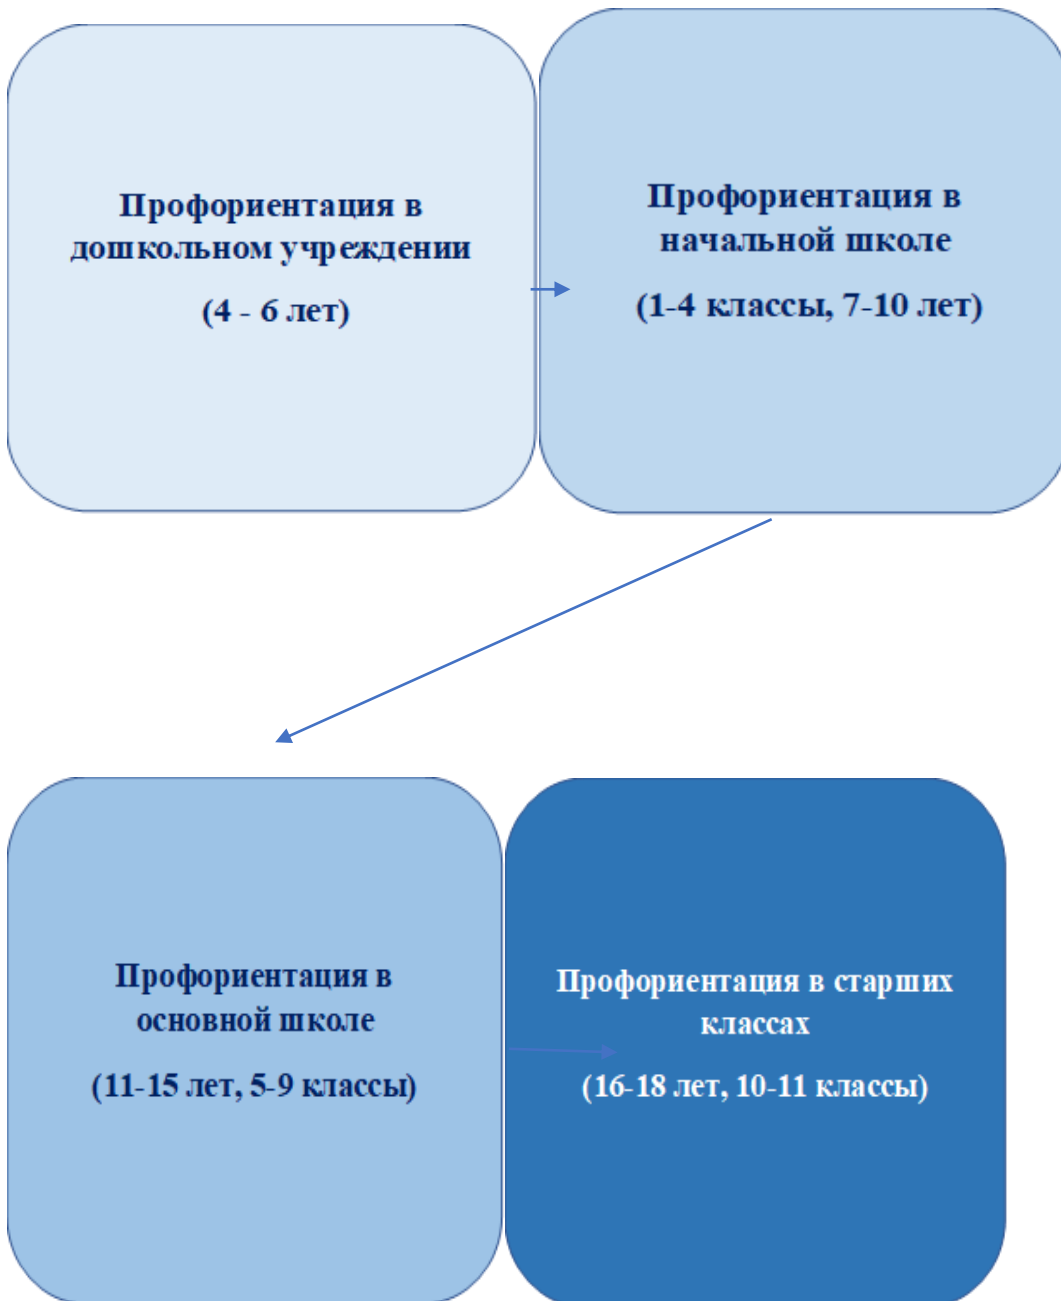 Профориентация в
дошкольном учреждении
(4 - 6 лет)
Профориентация в
начальной школе
(1-4 классы, 7-10 лет)
Профориентация в
основной школе
(11-15 лет, 5-9 классы)
Профориентация в старших
классах
(16-18 лет, 10-11 классы)